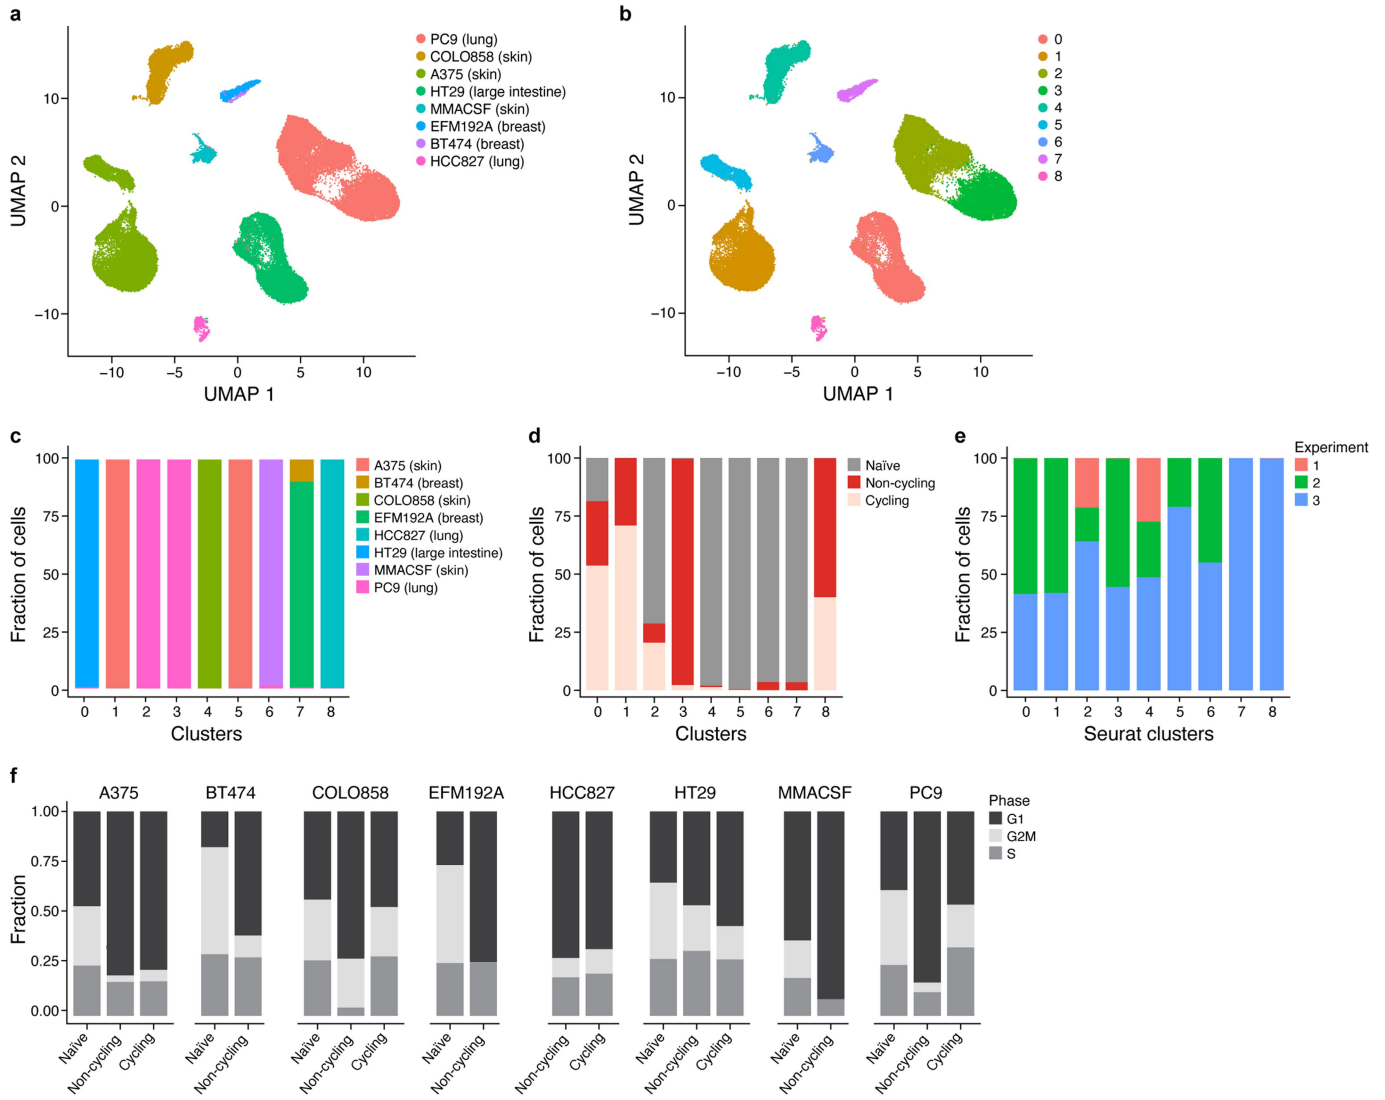 a
UMAP 2
10
0
−10
−10 −5 0 5 10
UMAP 1
PC9 (lung)
COLO858 (skin)
A375 (skin)
HT29 (large intestine)
MMACSF (skin)
EFM192A (breast)
BT474 (breast)
HCC827 (lung)
b
UMAP 2
10
0
−10
−10 −5 0 5 10
UMAP 1
0
1
2
3
4
5
6
7
8
c
Fraction of cells
100
75
50
25
0
0 1 2 3 4 5 6 7 8
Clusters
A375 (skin)
BT474 (breast)
COLO858 (skin)
EFM192A (breast)
HCC827 (lung)
HT29 (large intestine)
MMACSF (skin)
PC9 (lung)
d
Fraction of cells
100
75
50
25
0
0 1 2 3 4 5 6 7 8
Clusters
Naïve
Non-cycling
Cycling
e
Fraction of cells
100
75
50
25
0
0 1 2 3 4 5 6 7 8
Seurat clusters
Experiment
1
2
3
f
Fraction
1.00
0.75
0.50
0.25
0.00
A375 BT474 COLO858 EFM192A HCC827 HT29 MMACSF PC9
Naïve Non-cycling Cycling Naïve Non-cycling Naïve Non-cycling Cycling Naïve Non-cycling Non-cycling Cycling Naïve Non-cycling Cycling Naïve Non-cycling Naïve Non-cycling Cycling
Phase
G1
G2M
S